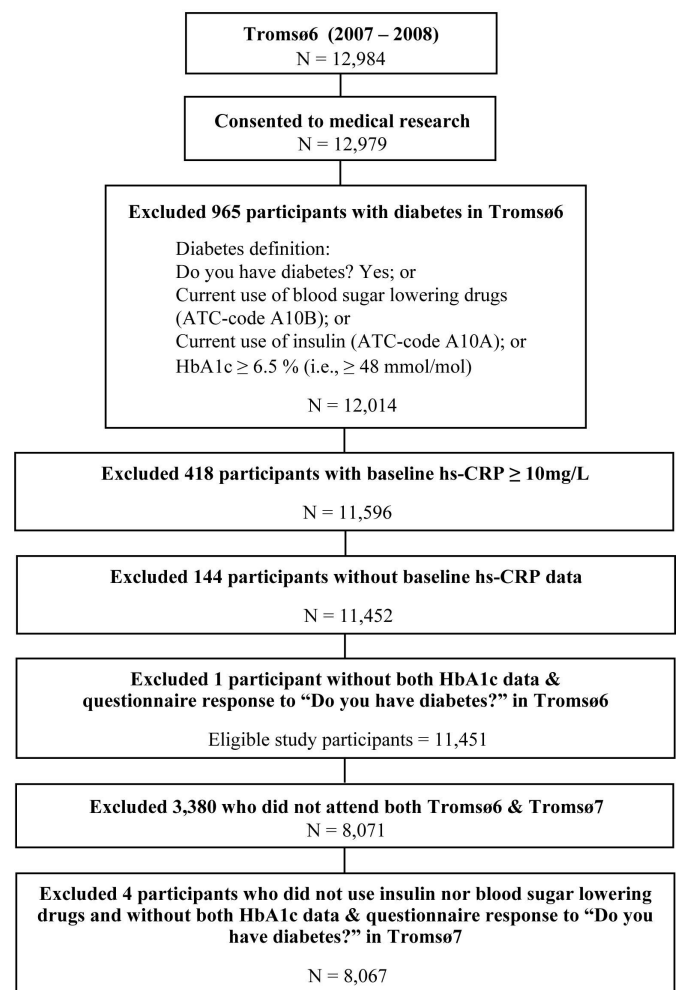 Tromsø6 (2007 – 2008)
N = 12,984
Consented to medical research
N = 12,979
Excluded 965 participants with diabetes in Tromsø6
Diabetes definition:
Do you have diabetes? Yes; or
Current use of blood sugar lowering drugs
(ATC-code A10B); or
Current use of insulin (ATC-code A10A); or
HbA1c ≥ 6.5 % (i.e., ≥ 48 mmol/mol)
N = 12,014
Excluded 418 participants with baseline hs-CRP ≥ 10mg/L
N = 11,596
Excluded 144 participants without baseline hs-CRP data
N = 11,452
Excluded 1 participant without both HbA1c data &
questionnaire response to “Do you have diabetes?” in Tromsø6
Eligible study participants = 11,451
Excluded 3,380 who did not attend both Tromsø6 & Tromsø7
N = 8,071
Excluded 4 participants who did not use insulin nor blood sugar lowering
drugs and without both HbA1c data & questionnaire response to “Do you
have diabetes?” in Tromsø7
N = 8,067